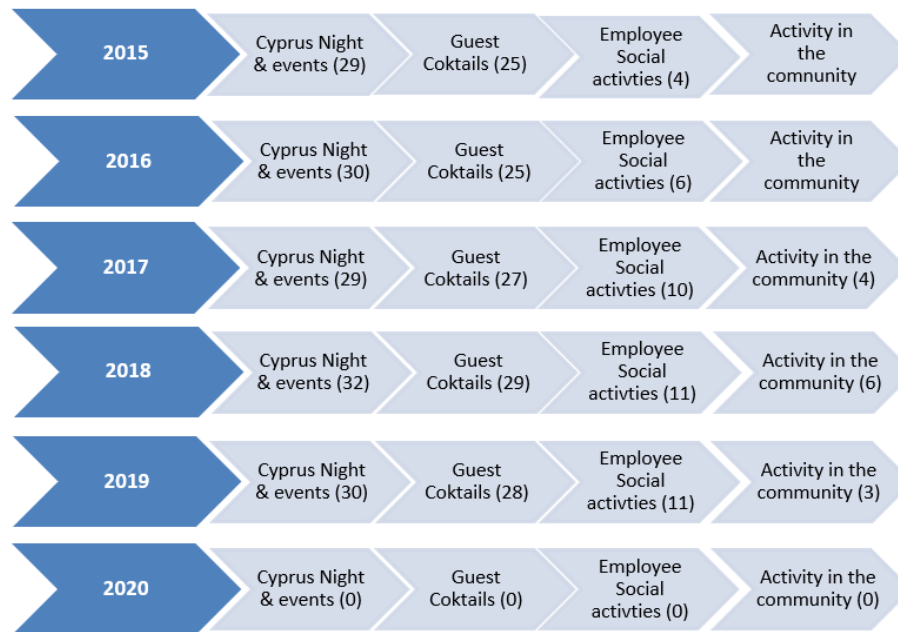 2015
Cyprus Night
& events (29)
Guest
Coktails (25)
Employee
Social
activties (4)
Activity in
the
comunity
2016
Cyprus Night
& events (30)
Guest
Coktails (25)
Employee
Social
activties (6)
Activity in
the
community
2017
Cyprus Night
& events (29)
Guest
Coktails (27)
Employee
Social
activties (10)
Activity in the
community (4)
2018
Cyprus Night
& events (32)
Guest
Coktails (29)
Employee
Social
activties (11)
Activity in the
community (6)
2019
Cyprus Night
& events (30)
Guest
Coktails (28)
Employee
Social
activties (11)
Activity in the
community (3)
2020
Cyprus Night
& events (0)
Guest
Coktails (0)
Employee
Social
activties (0)
Activity in the
community (0)